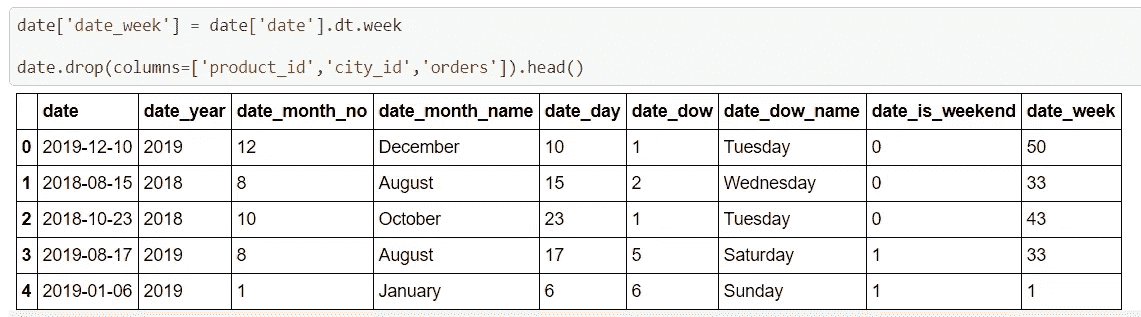 date['date_week'] = date['date'].dt.week
date.drop(columns=['product_id','city_id','orders']).head()
date date_year date_month_no date_month_name date_day date_dow date_dow_name date_is_weekend date_week
0 2019-12-10 2019 12 December 10 1 Tuesday 0 50
1 2018-08-15 2018 8 August 15 2 Wednesday 0 33
2 2018-10-23 2018 10 October 23 1 Tuesday 0 43
3 2019-08-17 2019 8 August 17 5 Saturday 1 33
4 2019-01-06 2019 1 January 6 6 Sunday 1 1